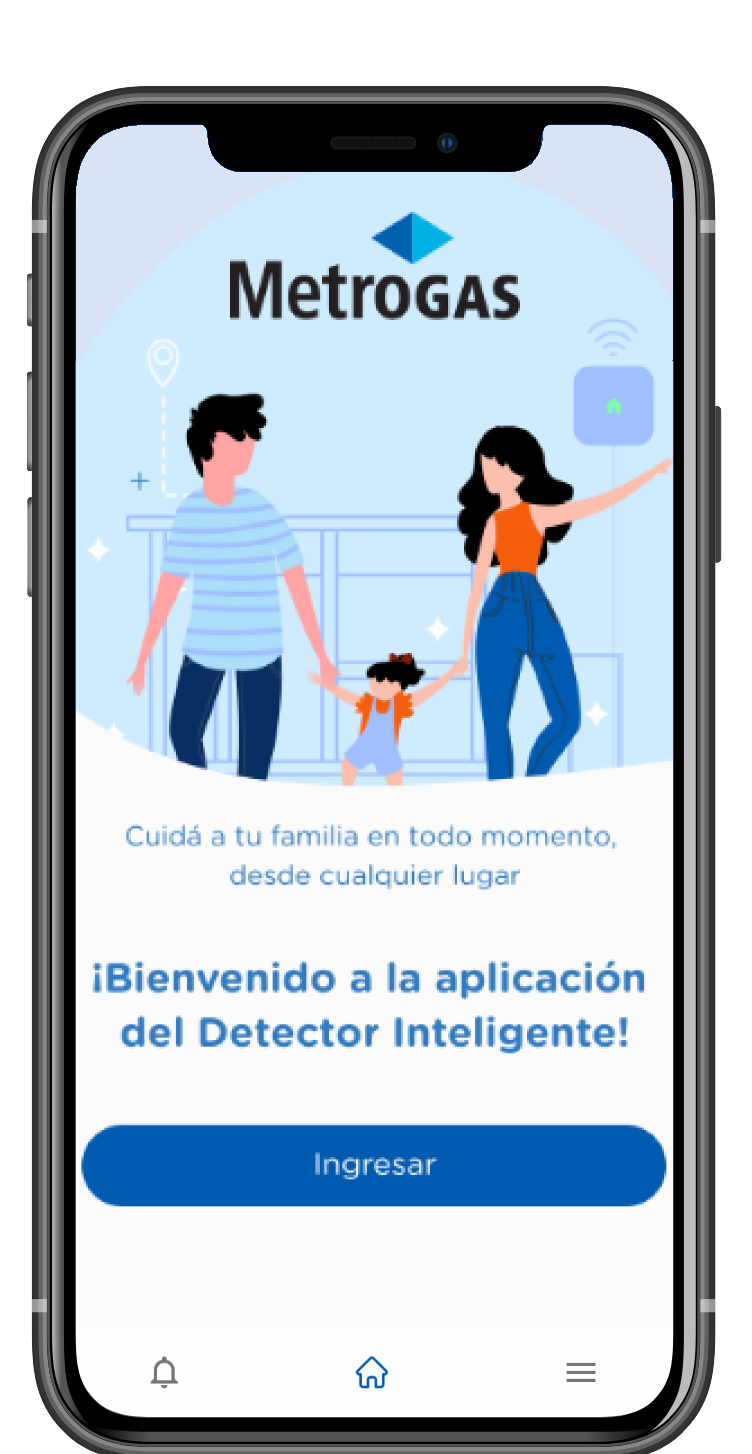 MetroGAS
Cuidá a tu familia en todo momento,
desde cualquier lugar
¡Bienvenido a la aplicación
del Detector Inteligente!
Ingresar